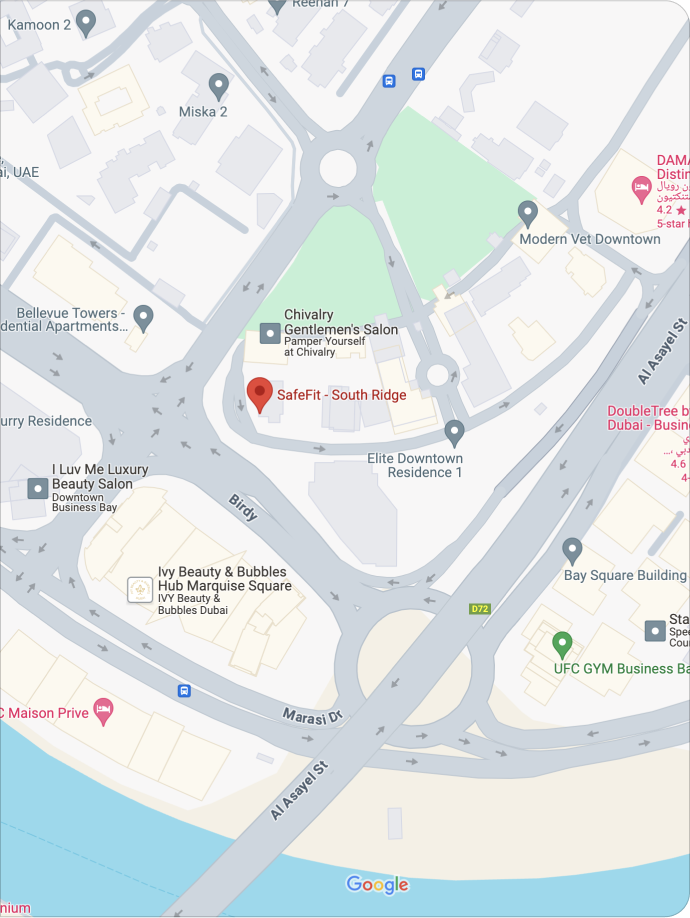 Reehan 7
Kamoon 2
Miska 2
ai, UAE
DAMA
Distin
4.2 ★
5-star h
Modern Vet Downtown
Bellevue Towers -
dential Apartments...
Chivalry
Gentlemen's Salon
Pamper Yourself
at Chivalry
Al Asayel St
SafeFit - South Ridge
DoubleTree b
Dubai - Busin
4.6
4-
urry Residence
Elite Downtown
Residence 1
I Luv Me Luxury
Beauty Salon
Downtown
Business Bay
Birdy
Bay Square Building
Ivy Beauty & Bubbles
Hub Marquise Square
IVY Beauty &
Bubbles Dubai
D72
Sta
Spe
Cou
UFC GYM Business Ba
C Maison Prive
Marasi Dr
Al Asayel St
Google
nium